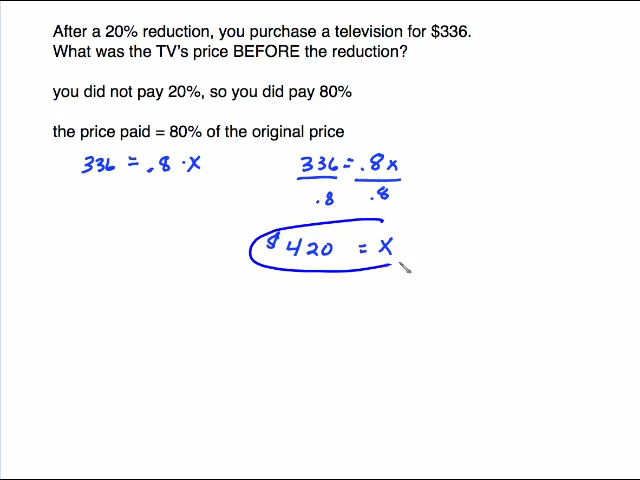 After a 20% reduction, you purchase a television for $336.
What was the TV's price BEFORE the reduction?
you did not pay 20%, so you did pay 80%
the price paid = 80% of the original price
336 = .8 · x
336 = .8x
.8 .8
$420 = x